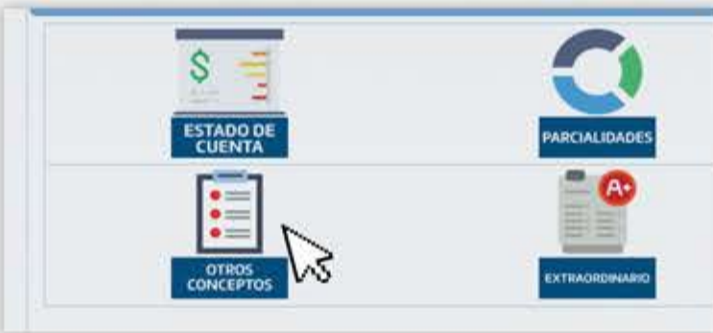 $
ESTADO DE
CUENTA
PARCIALIDADES
A+
OTROS
CONCEPTOS
EXTRAORDINARIO